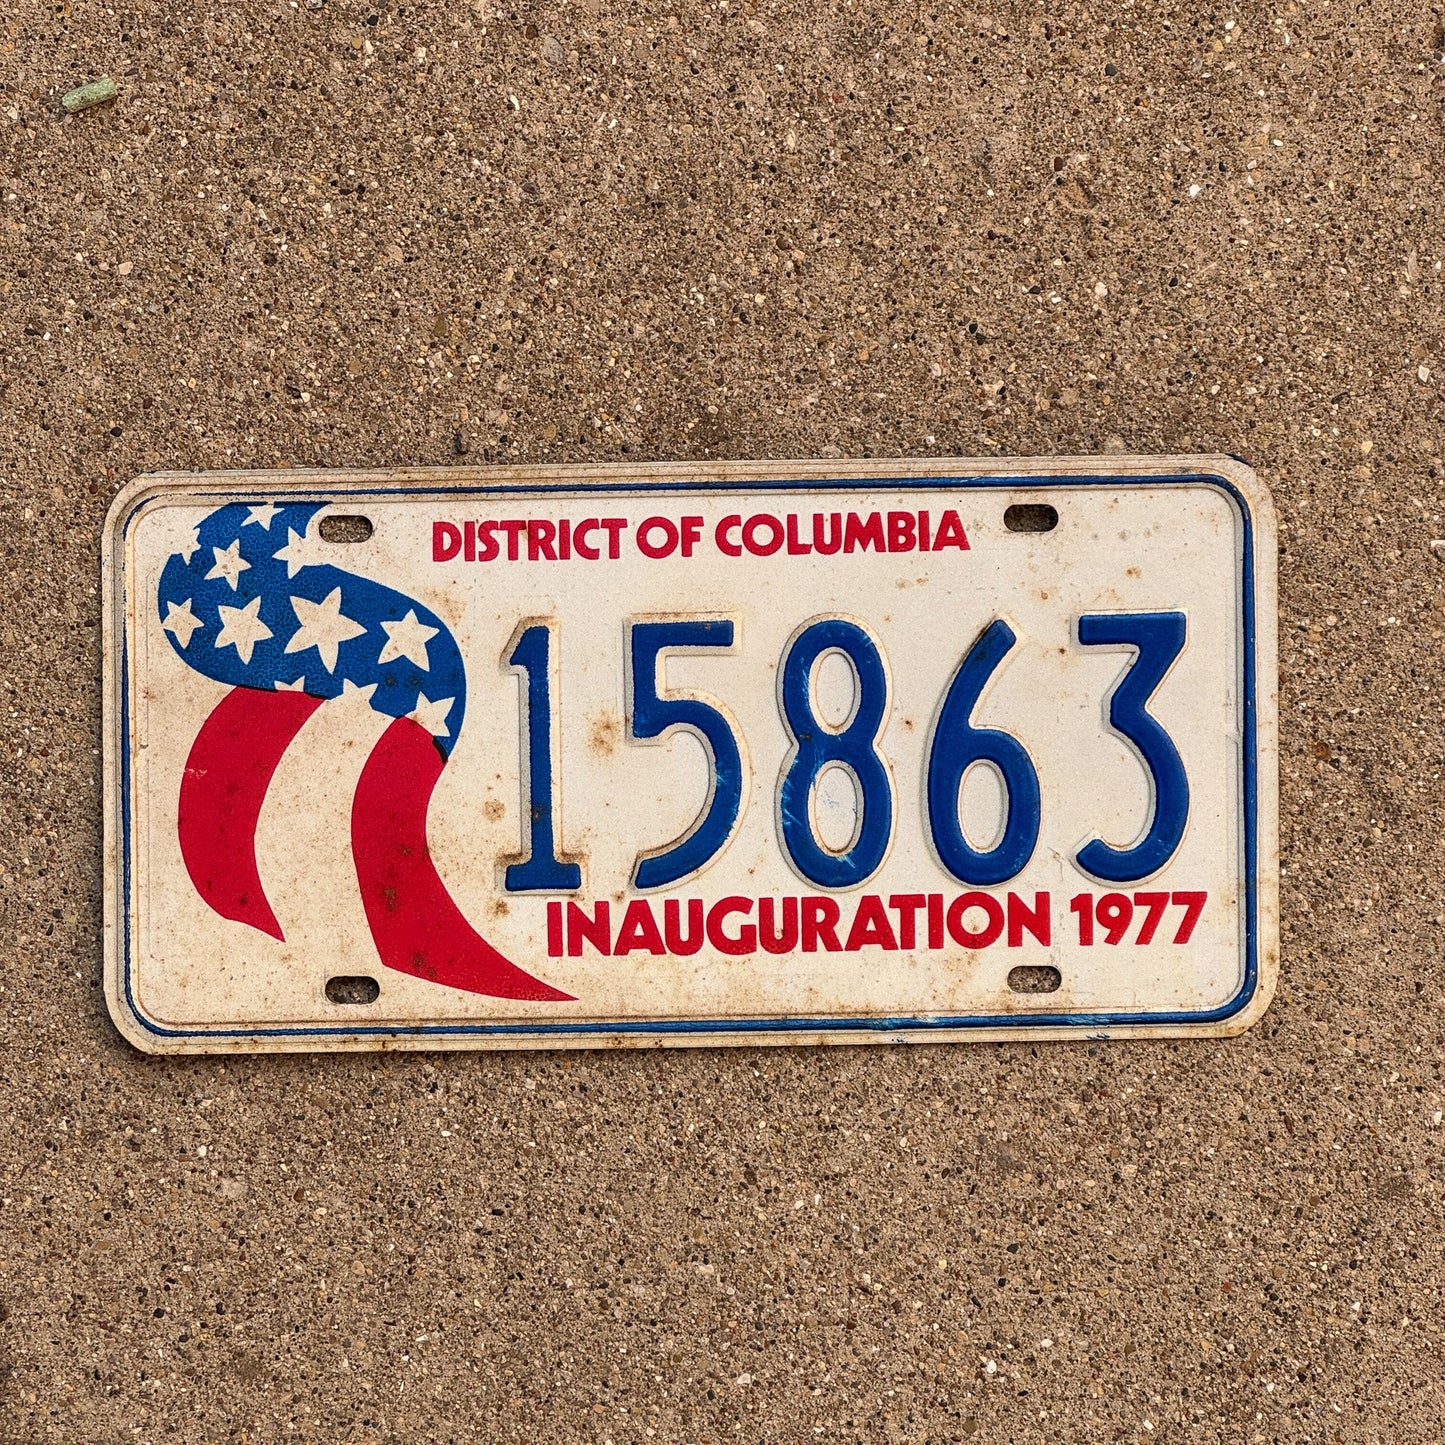 DISTRICT OF COLUMBIA
15863
INAUGURATION 1977